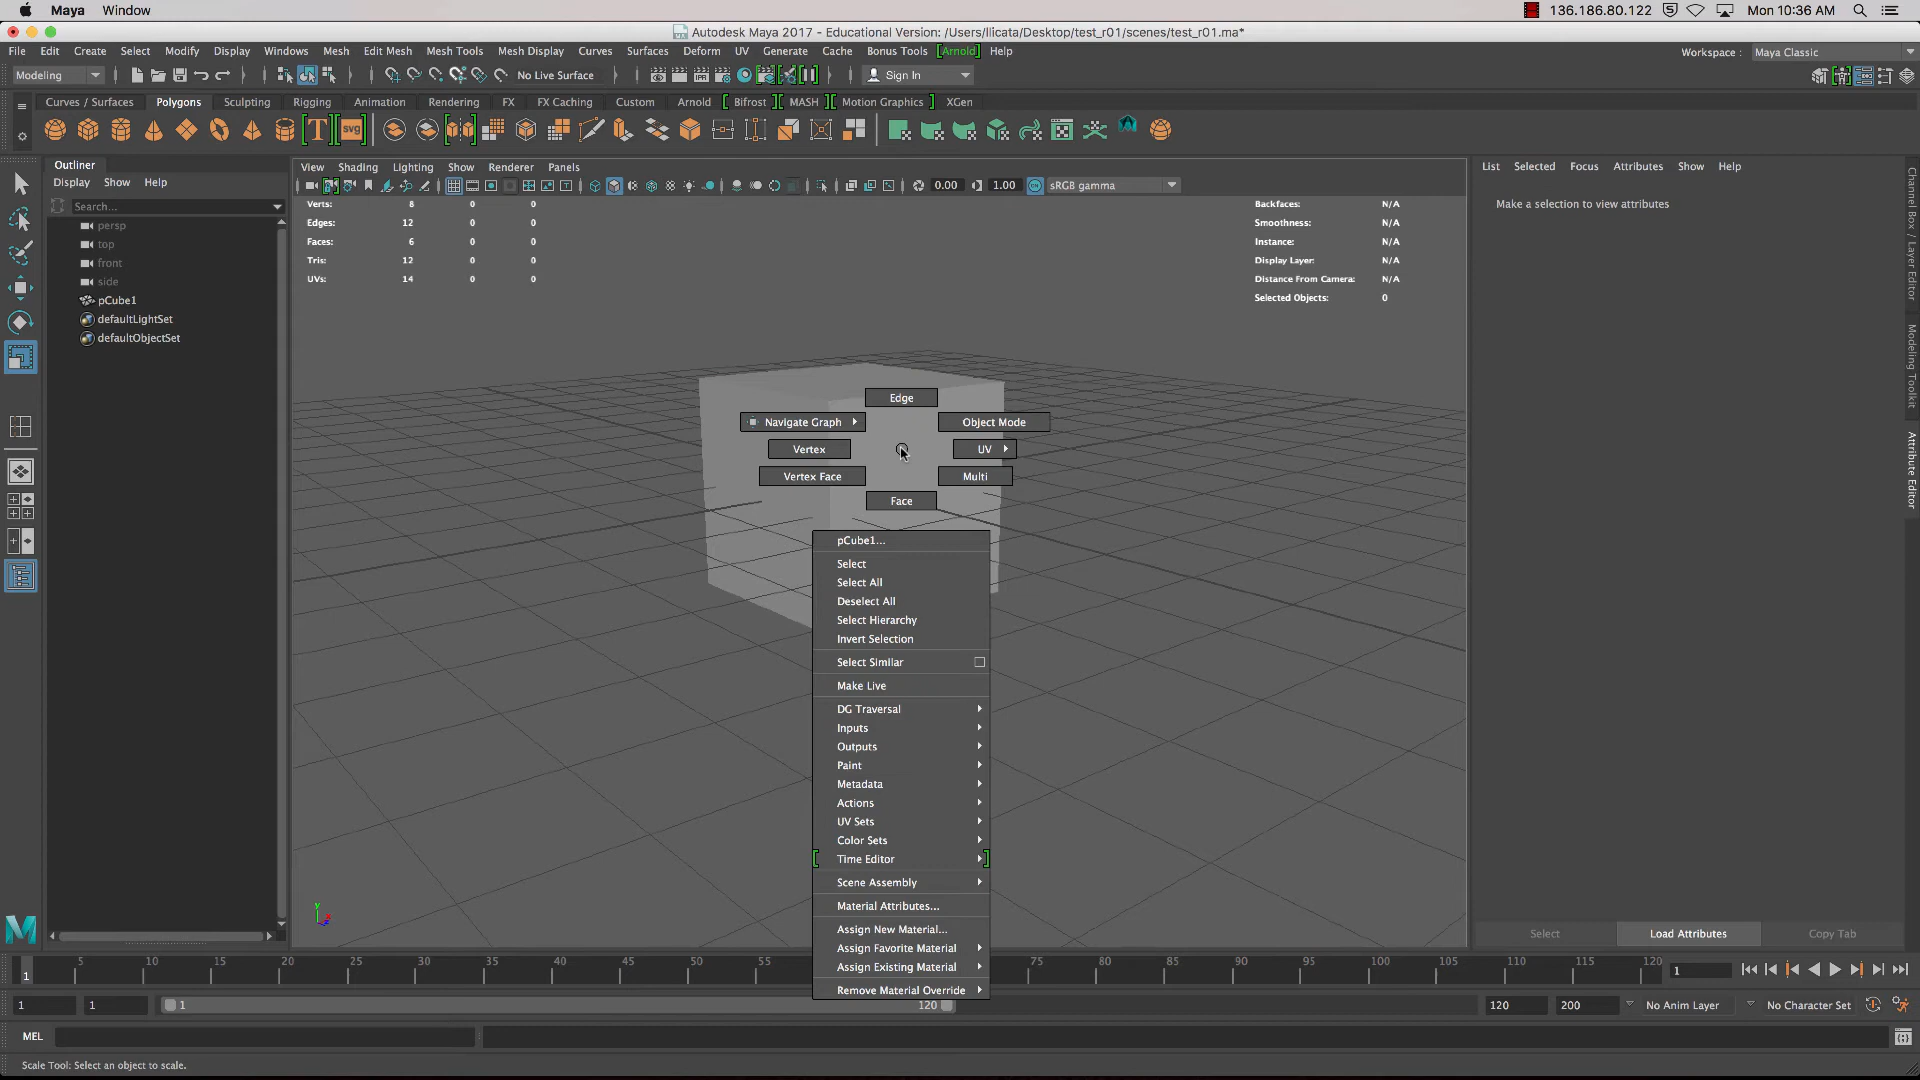 Maya Window 136.186.80.122 Mon 10:36 AM
Autodesk Maya 2017 - Educational Version: /Users/llicata/Desktop/test_r01/scenes/test_r01.ma*
File Edit Create Select Modify Display Windows Mesh Edit Mesh Mesh Tools Mesh Display Curves Surfaces Deform UV Generate Cache Bonus Tools [Arnold] Help Workspace: Maya Classic
Modeling No Live Surface Sign In
Curves / Surfaces Polygons Sculpting Rigging Animation Rendering FX FX Caching Custom Arnold [ Bifrost ] [ MASH ] [ Motion Graphics ] XGen
T svg
Outliner
Display Show Help
Search...
persp
top
front
side
pCube1
defaultLightSet
defaultObjectSet
View Shading Lighting Show Renderer Panels
0.00 1.00 sRGB gamma
Verts: 8 0 0
Edges: 12 0 0
Faces: 6 0 0
Tris: 12 0 0
UVs: 14 0 0
Backfaces: N/A
Smoothness: N/A
Instance: N/A
Display Layer: N/A
Distance From Camera: N/A
Selected Objects: 0
Edge
Navigate Graph
Object Mode
Vertex
UV
Vertex Face
Multi
Face
pCube1...
Select
Select All
Deselect All
Select Hierarchy
Invert Selection
Select Similar
Make Live
DG Traversal
Inputs
Outputs
Paint
Metadata
Actions
UV Sets
Color Sets
[ Time Editor ]
Scene Assembly
Material Attributes...
Assign New Material...
Assign Favorite Material
Assign Existing Material
Remove Material Override
y
x
z
List Selected Focus Attributes Show Help
Make a selection to view attributes
Select Load Attributes Copy Tab
Channel Box / Layer Editor
Modeling Toolkit
Attribute Editor
1 5 10 15 20 25 30 35 40 45 50 55 75 80 85 90 95 100 105 110 115 120 1
1 1 1 120 120 200 No Anim Layer No Character Set
MEL
Scale Tool: Select an object to scale.